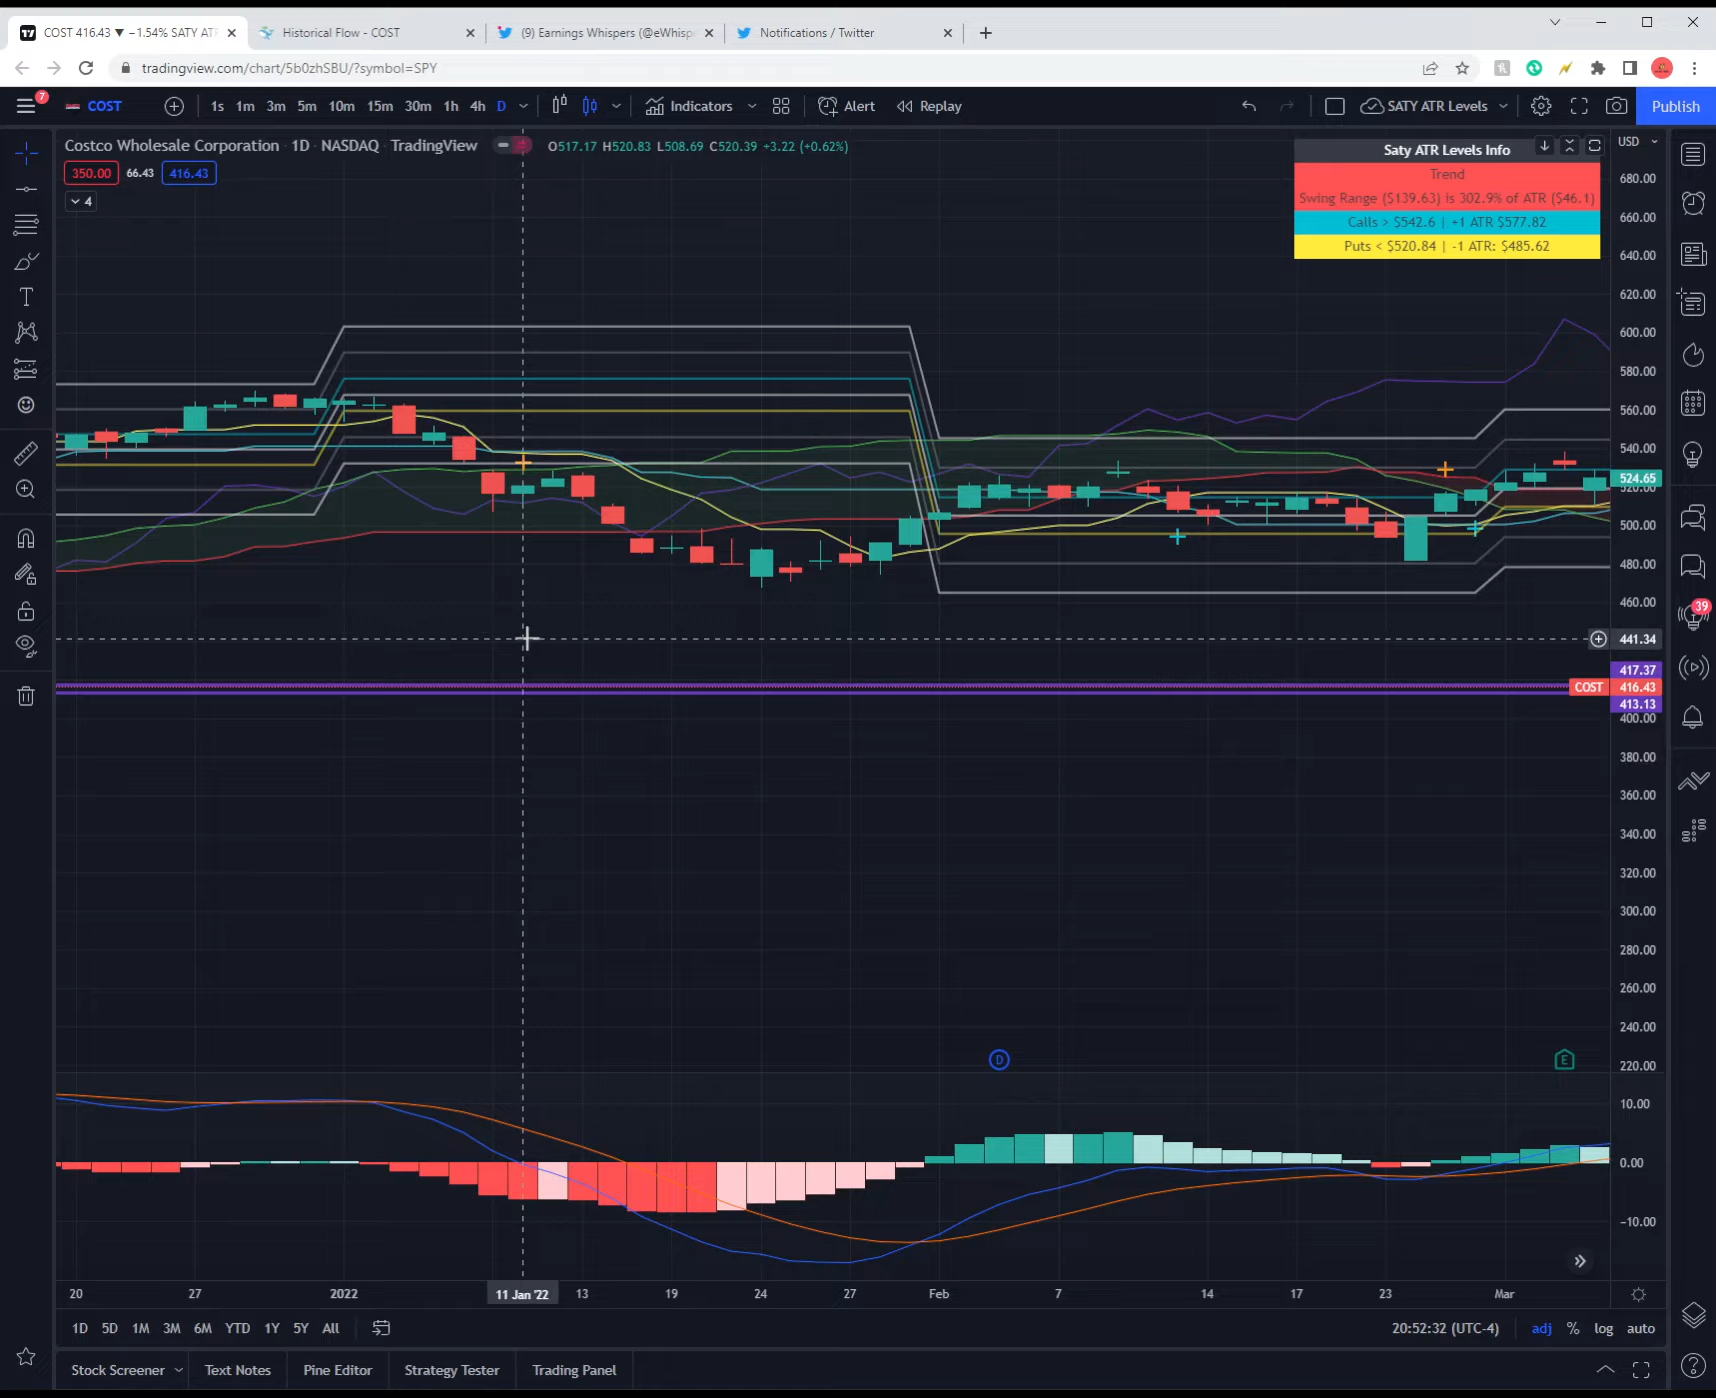 COST 416.43 ▼ −1.54% SATY AT
Historical Flow - COST
(9) Earnings Whispers (@eWhisp
Notifications / Twitter
tradingview.com/chart/5b0zhSBU/?symbol=SPY
7
COST
1s 1m 3m 5m 10m 15m 30m 1h 4h D
Indicators
Alert
Replay
SATY ATR Levels
Publish
Costco Wholesale Corporation 1D NASDAQ TradingView
O517.17 H520.83 L508.69 C520.39 +3.22 (+0.62%)
350.00 66.43 416.43
4
Saty ATR Levels Info
Trend
Swing Range ($139.63) is 302.9% of ATR ($46.1)
Calls > $542.6 | +1 ATR $577.82
Puts < $520.84 | -1 ATR: $485.62
USD
680.00
660.00
640.00
620.00
600.00
580.00
560.00
540.00
524.65
520.00
500.00
480.00
460.00
441.34
417.37
COST 416.43
413.13
400.00
380.00
360.00
340.00
320.00
300.00
280.00
260.00
240.00
220.00
10.00
0.00
−10.00
39
D
E
20 27 2022 11 Jan '22 13 19 24 27 Feb 7 14 17 23 Mar
1D 5D 1M 3M 6M YTD 1Y 5Y All
20:52:32 (UTC-4) adj % log auto
Stock Screener Text Notes Pine Editor Strategy Tester Trading Panel